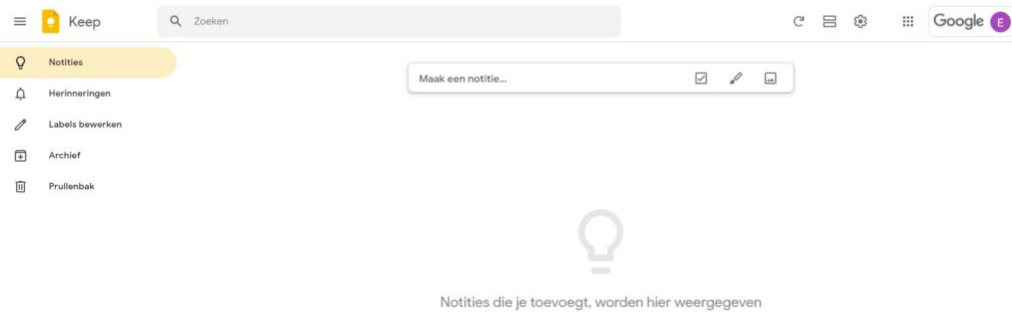 Keep
Zoeken
Google E
Notities
Maak een notitie...
Herinneringen
Labels bewerken
Archief
Prullenbak
Notities die je toevoegt, worden hier weergegeven